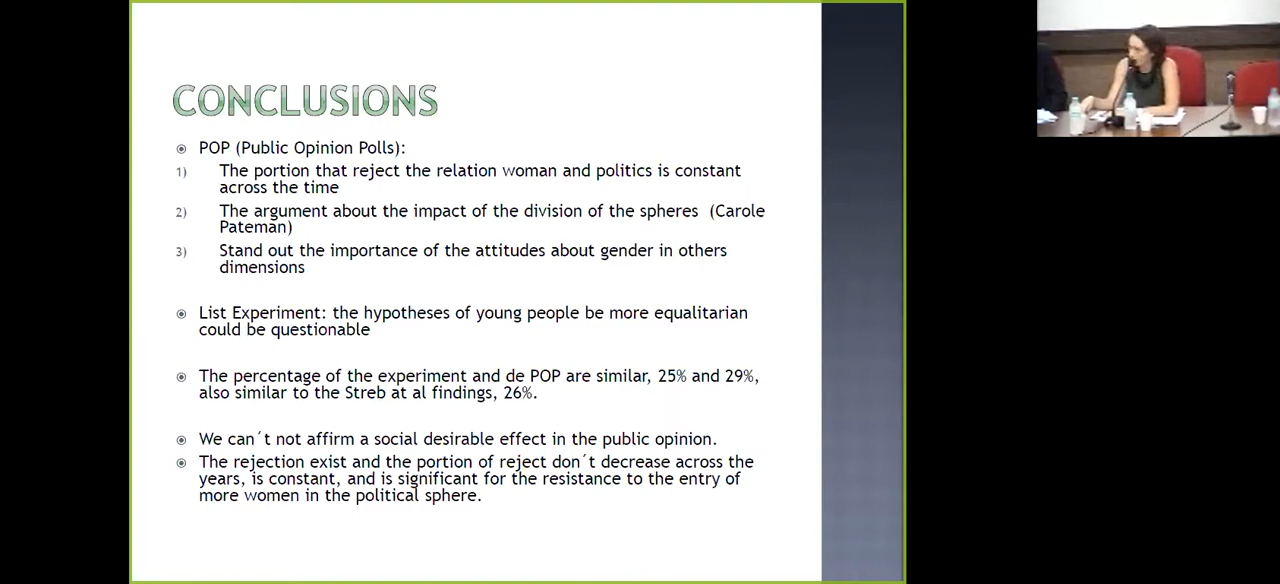 CONCLUSIONS
POP (Public Opinion Polls):
1) The portion that reject the relation woman and politics is constant
across the time
2) The argument about the impact of the division of the spheres (Carole
Pateman)
3) Stand out the importance of the attitudes about gender in others
dimensions
List Experiment: the hypotheses of young people be more equalitarian
could be questionable
The percentage of the experiment and de POP are similar, 25% and 29%,
also similar to the Streb at al findings, 26%.
We can´t not affirm a social desirable effect in the public opinion.
The rejection exist and the portion of reject don´t decrease across the
years, is constant, and is significant for the resistance to the entry of
more women in the political sphere.